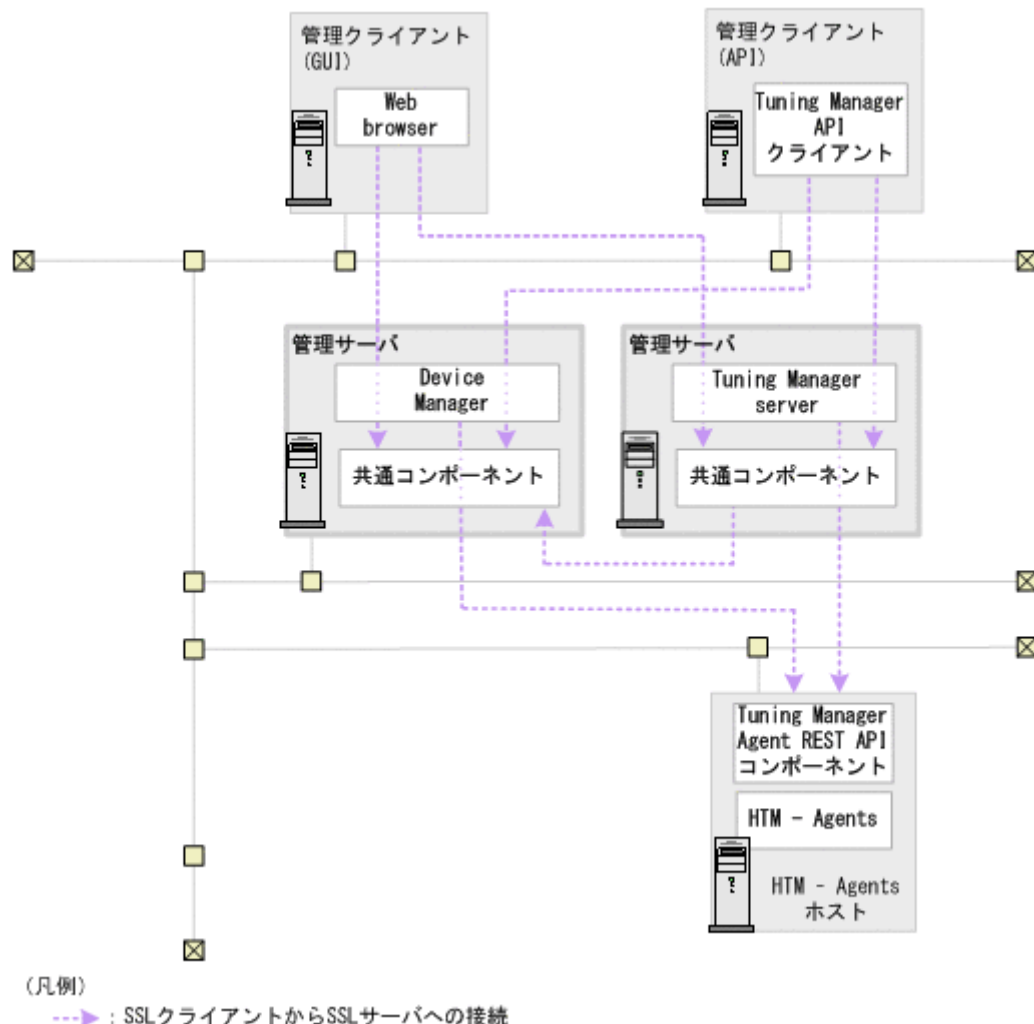 管理クライアント
(GUI)
Web
browser
管理クライアント
(API)
Tuning Manager
API
クライアント
管理サーバ
Device
Manager
共通コンポーネント
管理サーバ
Tuning Manager
server
共通コンポーネント
Tuning Manager
Agent REST API
コンポーネント
HTM - Agents
HTM - Agents
ホスト
(凡例)
: SSLクライアントからSSLサーバへの接続